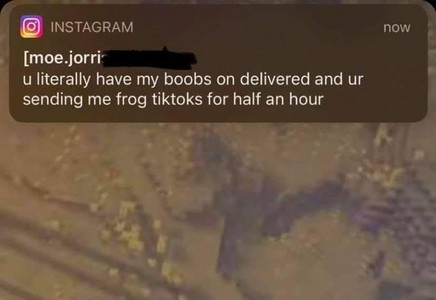 INSTAGRAM now
[moe.jorri
u literally have my boobs on delivered and ur
sending me frog tiktoks for half an hour